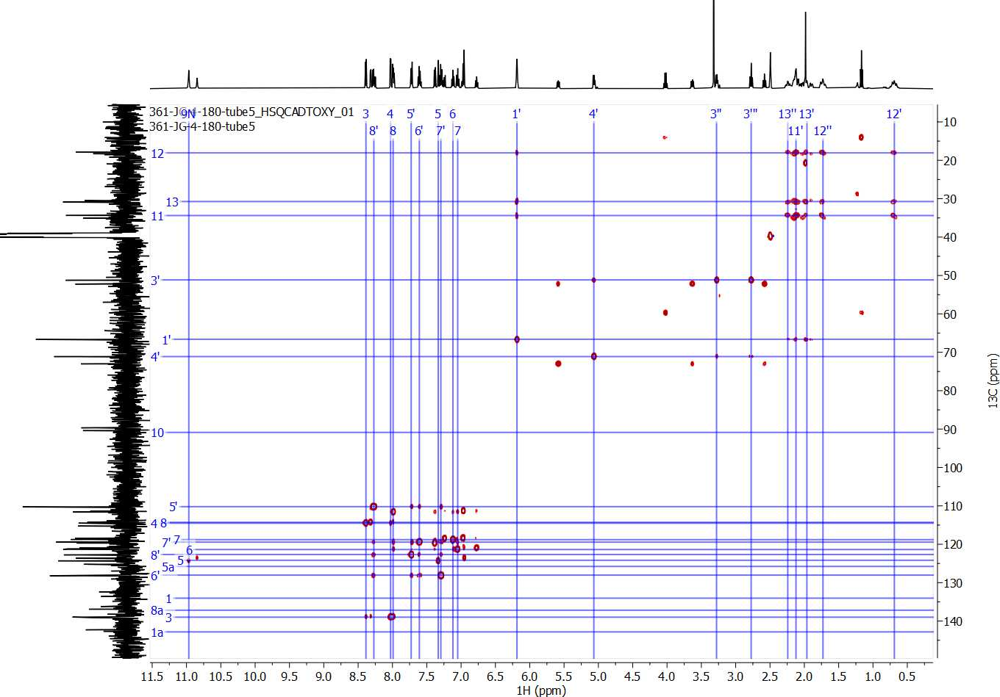 361-JG-4-180-tube5_HSQCADTOXY_01
361-JG-4-180-tube5
9N 3 4 5' 5 6 1' 4' 3'' 3''' 13'' 13' 12'
8' 8 6' 7' 7 11' 12''
12
13
11
3'
1'
4'
10
5'
4 8
7' 7
6
8' 5
5a
6'
1
8a
3
1a
10
20
30
40
50
60
70
80
90
100
110
120
130
140
13C (ppm)
11.5 11.0 10.5 10.0 9.5 9.0 8.5 8.0 7.5 7.0 6.5 6.0 5.5 5.0 4.5 4.0 3.5 3.0 2.5 2.0 1.5 1.0 0.5
1H (ppm)